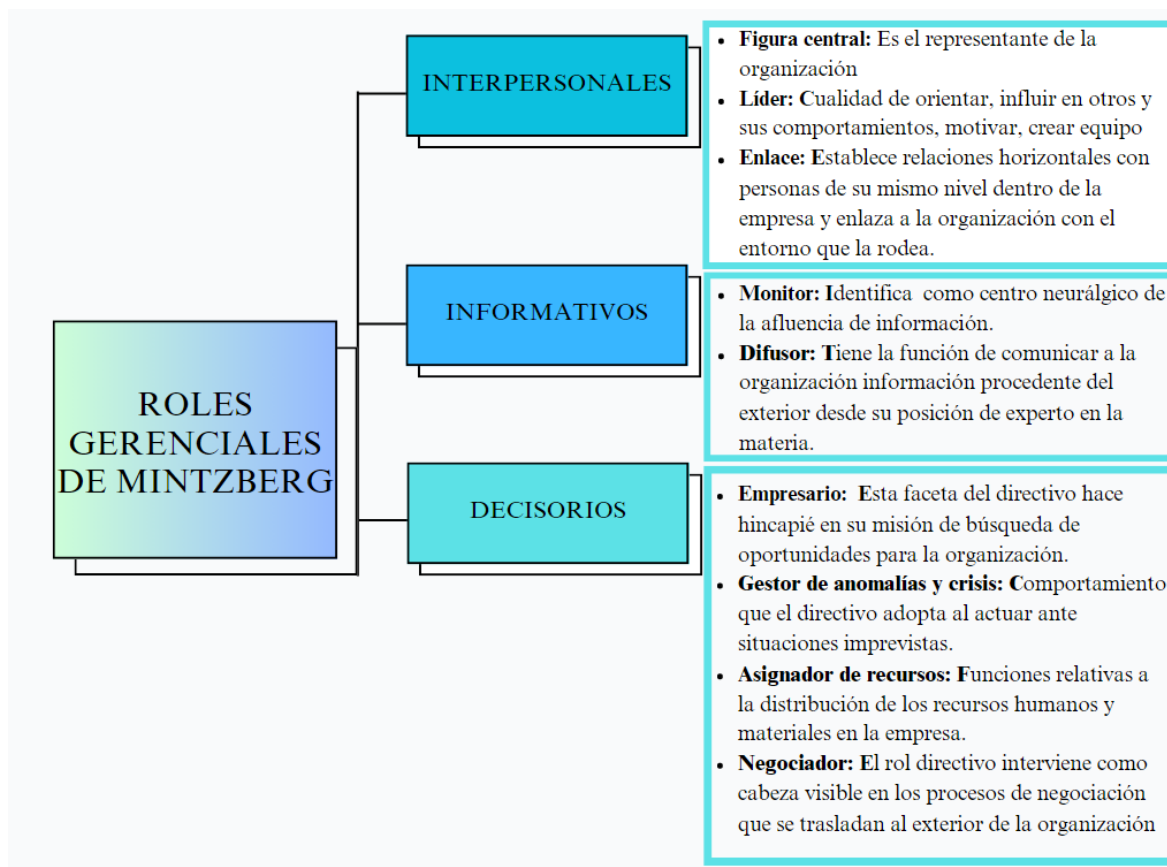 ROLES
GERENCIALES
DE MINTZBERG
INTERPERSONALES
• Figura central: Es el representante de la
organización
• Líder: Cualidad de orientar, influir en otros y
sus comportamientos, motivar, crear equipo
• Enlace: Establece relaciones horizontales con
personas de su mismo nivel dentro de la
empresa y enlaza a la organización con el
entorno que la rodea.
INFORMATIVOS
• Monitor: Identifica como centro neurálgico de
la afluencia de información.
• Difusor: Tiene la función de comunicar a la
organización información procedente del
exterior desde su posición de experto en la
materia.
DECISORIOS
• Empresario: Esta faceta del directivo hace
hincapié en su misión de búsqueda de
oportunidades para la organización.
• Gestor de anomalías y crisis: Comportamiento
que el directivo adopta al actuar ante
situaciones imprevistas.
• Asignador de recursos: Funciones relativas a
la distribución de los recursos humanos y
materiales en la empresa.
• Negociador: El rol directivo interviene como
cabeza visible en los procesos de negociación
que se trasladan al exterior de la organización